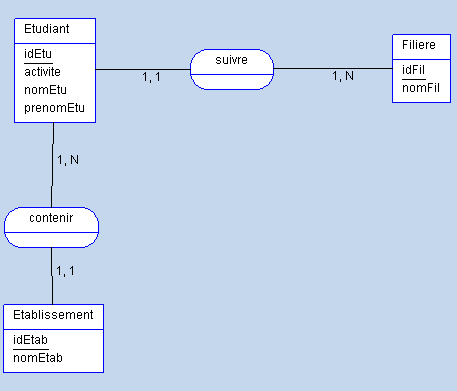 Etudiant
idEtu
activite
nomEtu
prenomEtu
1, 1
suivre
1, N
Filiere
idFil
nomFil
1, N
contenir
1, 1
Etablissement
idEtab
nomEtab